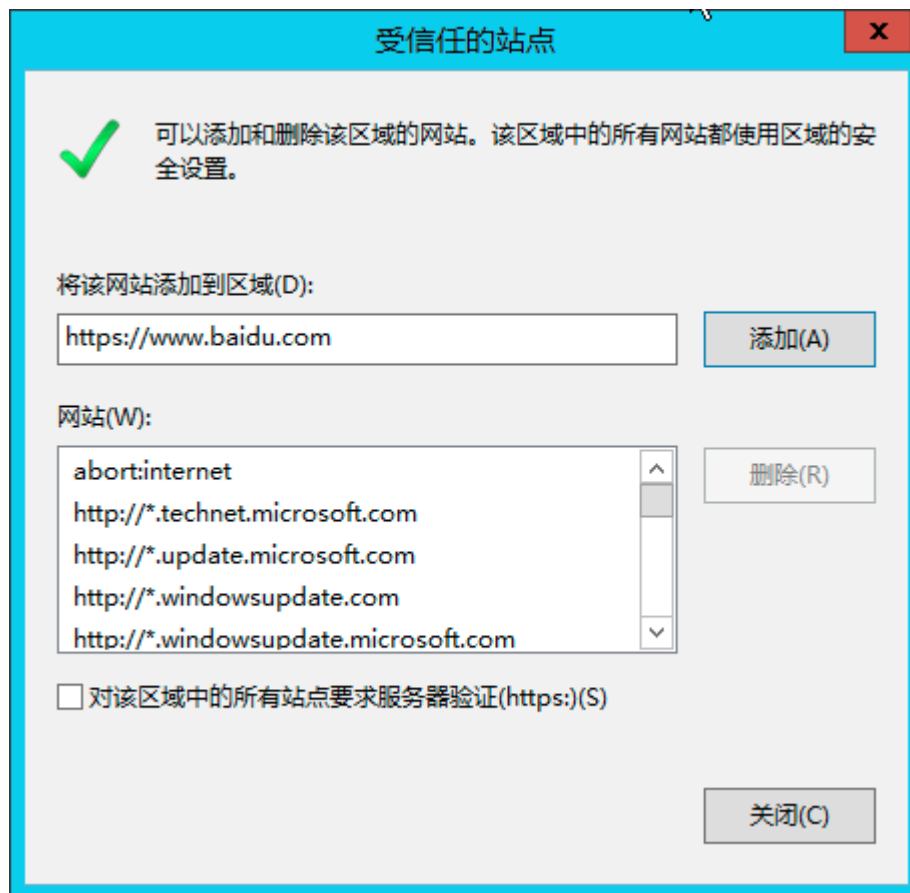 受信任的站点
x
可以添加和删除该区域的网站。该区域中的所有网站都使用区域的安
全设置。
将该网站添加到区域(D):
https://www.baidu.com
添加(A)
网站(W):
abort:internet
删除(R)
http://*.technet.microsoft.com
http://*.update.microsoft.com
http://*.windowsupdate.com
http://*.windowsupdate.microsoft.com
对该区域中的所有站点要求服务器验证(https:)(S)
关闭(C)